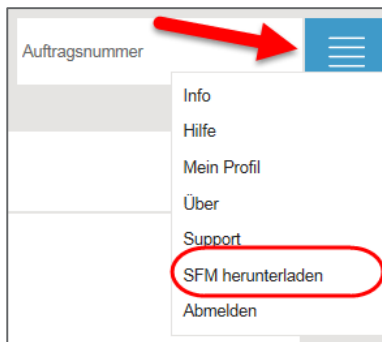 Auftragsnummer
Info
Hilfe
Mein Profil
Über
Support
SFM herunterladen
Abmelden